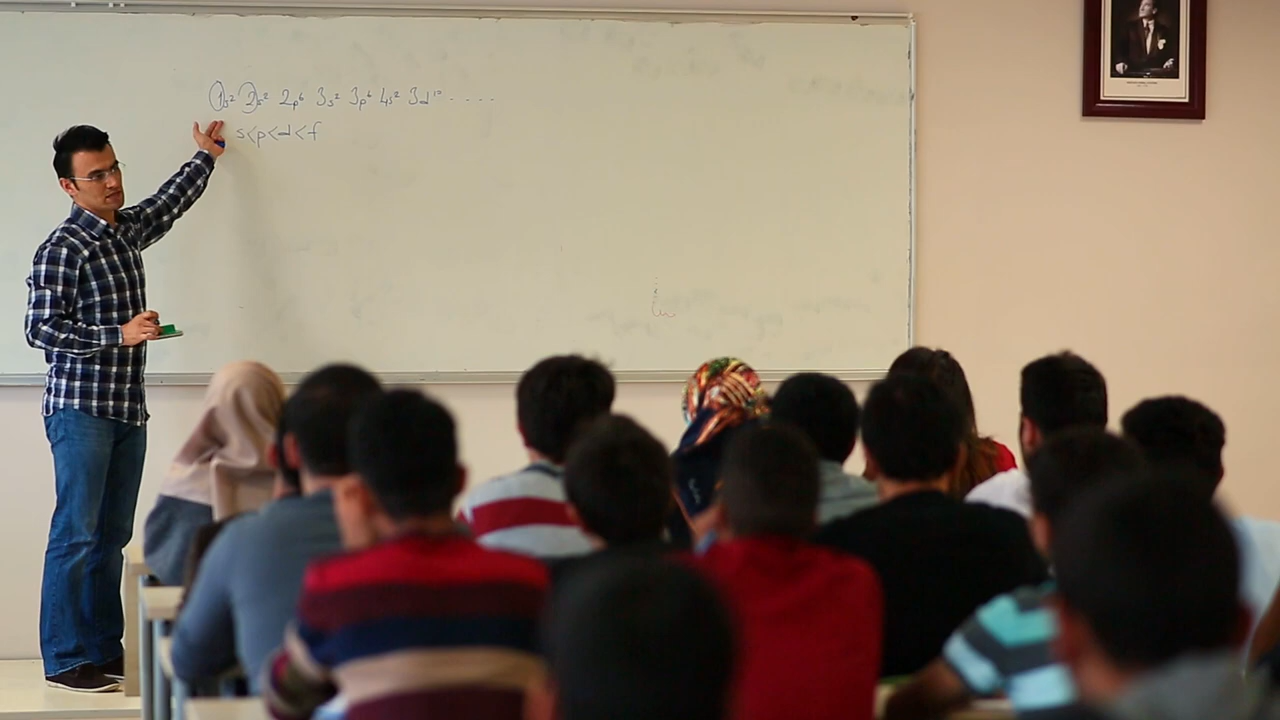 1s² 2s² 2p⁶ 3s² 3p⁶ 4s² 3d¹⁰ . . . .
s<p<d<f